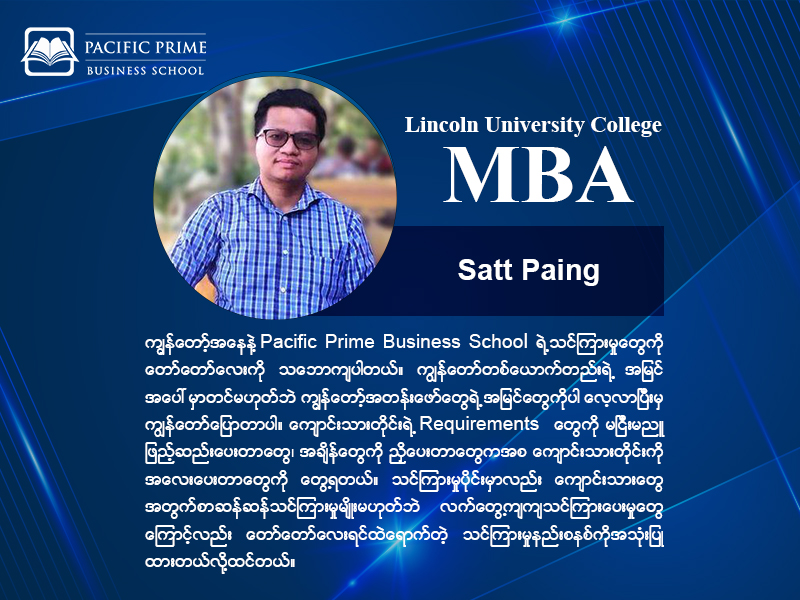 PACIFIC PRIME
BUSINESS SCHOOL
Lincoln University College
MBA
Satt Paing
ကျွန်တော့်အနေနဲ့ Pacific Prime Business School ရဲ့သင်ကြားမှုတွေကို
တော်တော်လေးကို သဘောကျပါတယ်။ ကျွန်တော်တစ်ယောက်တည်းရဲ့ အမြင်
အပေါ်မှာတင်မဟုတ်ဘဲ ကျွန်တော့်အတန်းဖော်တွေရဲ့အမြင်တွေကိုပါ လေ့လာပြီးမှ
ကျွန်တော်ပြောတာပါ။ ကျောင်းသားတိုင်းရဲ့ Requirements တွေကို မငြီးမညူ
ဖြည့်ဆည်းပေးတာတွေ၊ အချိန်တွေကို ညှိပေးတာတွေကအစ ကျောင်းသားတိုင်းကို
အလေးပေးတာတွေကို တွေ့ရတယ်။ သင်ကြားမှုပိုင်းမှာလည်း ကျောင်းသားတွေ
အတွက်စာဆန်ဆန်သင်ကြားမှုမျိုးမဟုတ်ဘဲ လက်တွေ့ကျကျသင်ကြားပေးမှုတွေ
ကြောင့်လည်း တော်တော်လေးရင်ထဲရောက်တဲ့ သင်ကြားမှုနည်းစနစ်ကိုအသုံးပြု
ထားတယ်လို့ထင်တယ်။